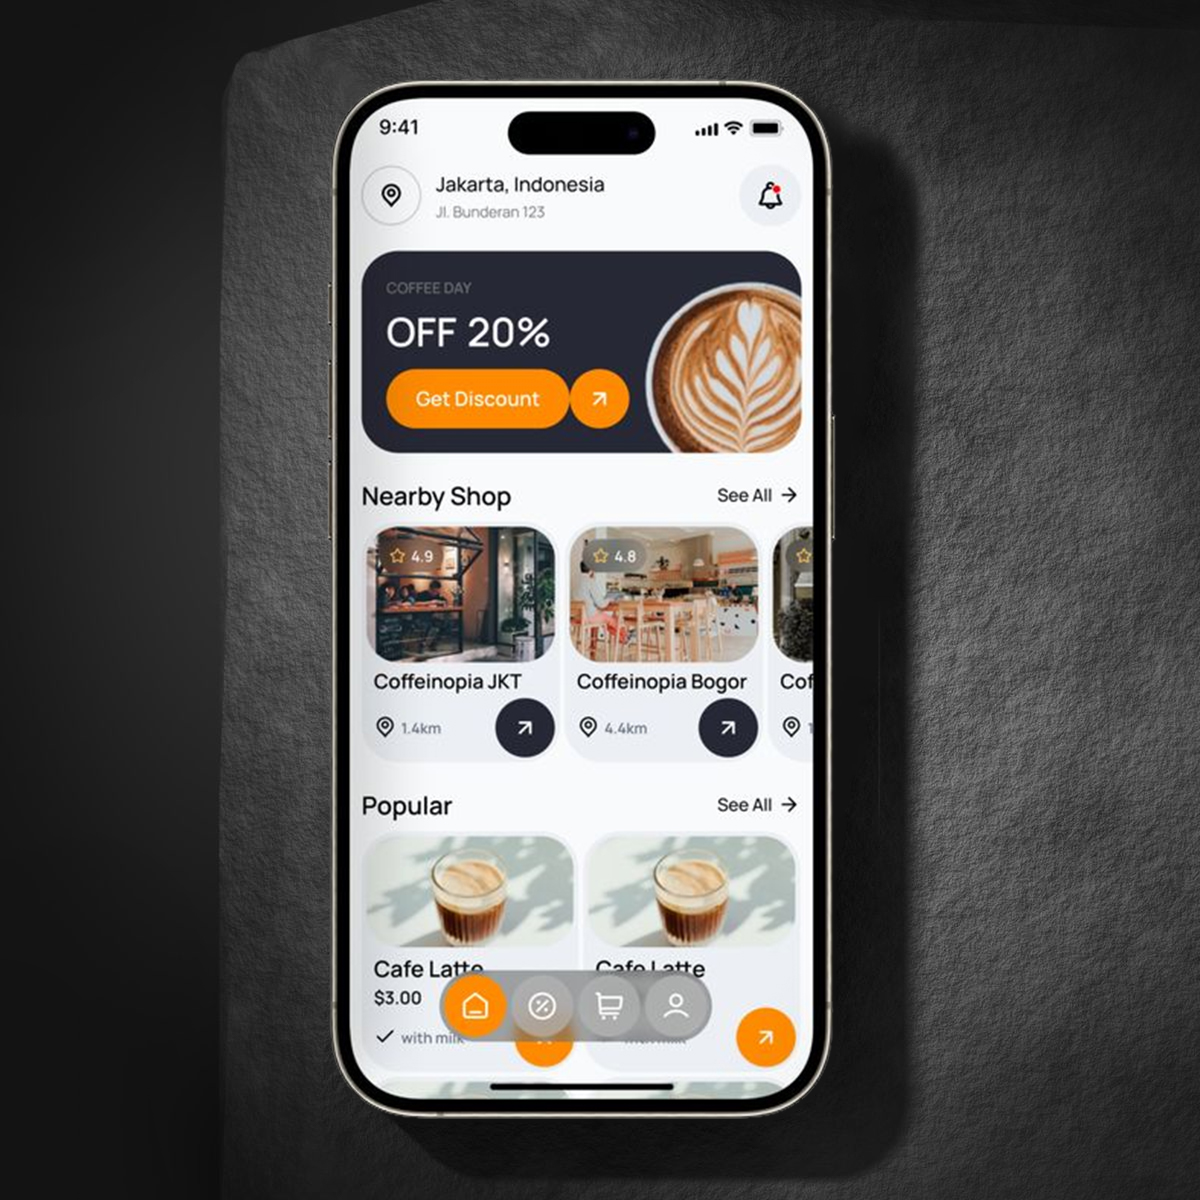 9:41
Jakarta, Indonesia
Jl. Bunderan 123
COFFEE DAY
OFF 20%
Get Discount
Nearby Shop
See All
4.9
4.8
Coffeinopia JKT
Coffeinopia Bogor
Cof
1.4km
4.4km
1
Popular
See All
Cafe Latte
Cafe Latte
$3.00
with milk